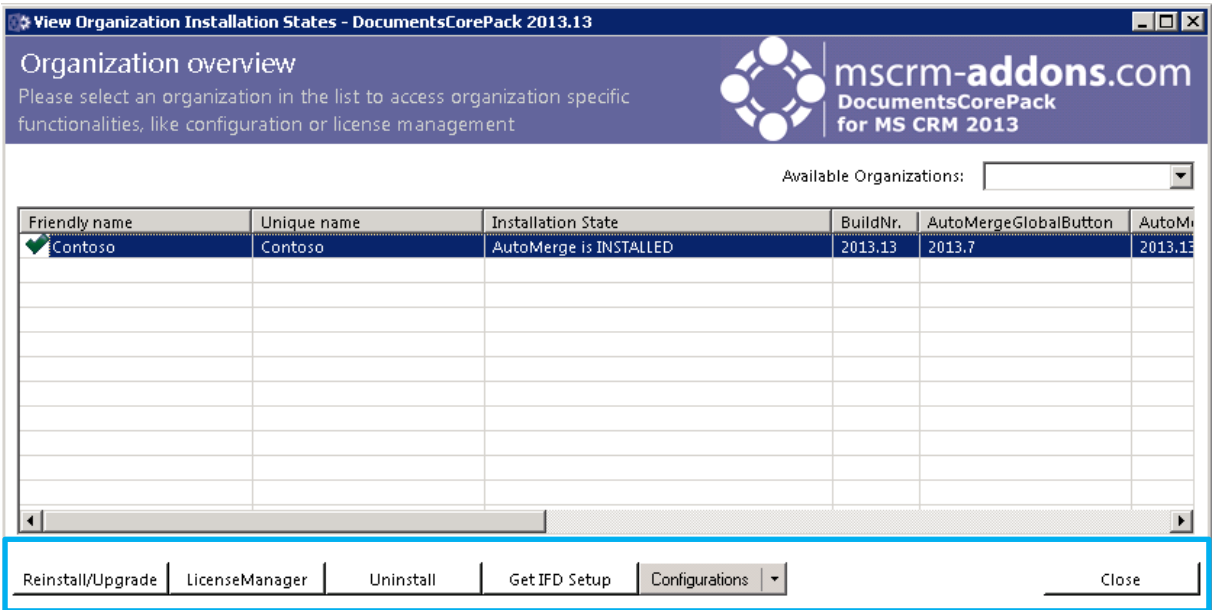 View Organization Installation States - DocumentsCorePack 2013.13
Organization overview
Please select an organization in the list to access organization specific
functionalities, like configuration or license management
mscrm-addons.com
DocumentsCorePack
for MS CRM 2013
Available Organizations:
Friendly name Unique name Installation State BuildNr. AutoMergeGlobalButton AutoM
Contoso Contoso AutoMerge is INSTALLED 2013.13 2013.7 2013.13
Reinstall/Upgrade LicenseManager Uninstall Get IFD Setup Configurations Close